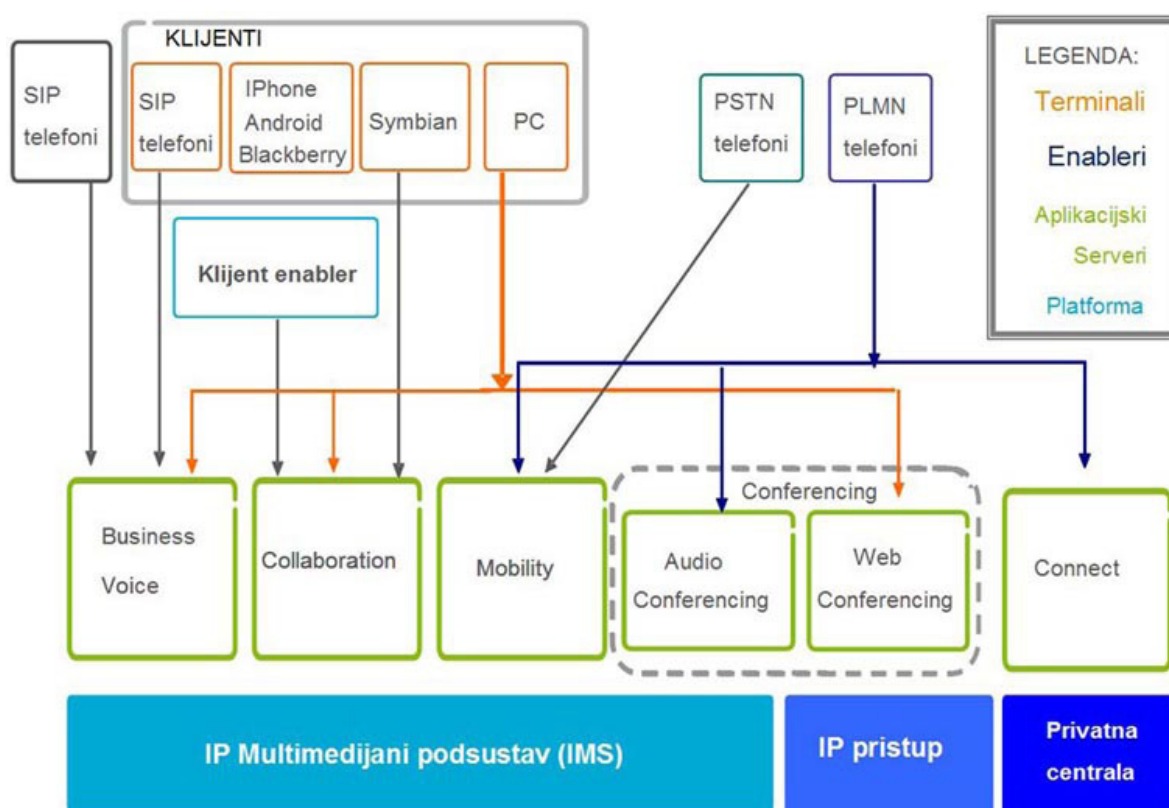 KLIJENTI
SIP
telefoni
SIP
telefoni
IPhone
Android
Blackberry
Symbian
PC
PSTN
telefoni
PLMN
telefoni
LEGENDA:
Terminali
Enableri
Aplikacijski
Serveri
Platforma
Klijent enabler
Business
Voice
Collaboration
Mobility
Conferencing
Audio
Conferencing
Web
Conferencing
Connect
IP Multimedijani podsustav (IMS)
IP pristup
Privatna
centrala